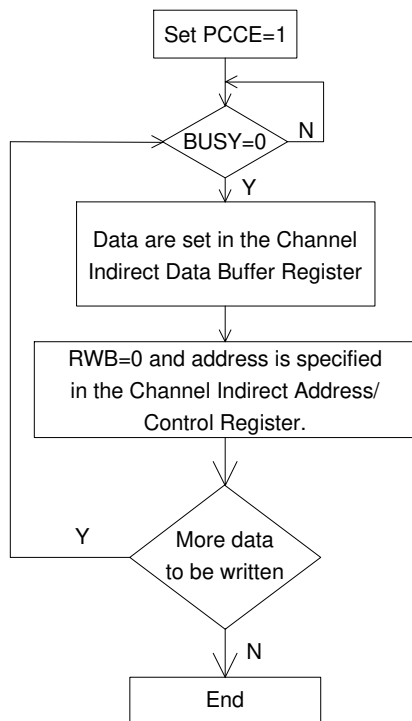 Set PCCE=1
BUSY=0
N
Y
Data are set in the Channel
Indirect Data Buffer Register
RWB=0 and address is specified
in the Channel Indirect Address/
Control Register.
Y
More data
to be written
N
End